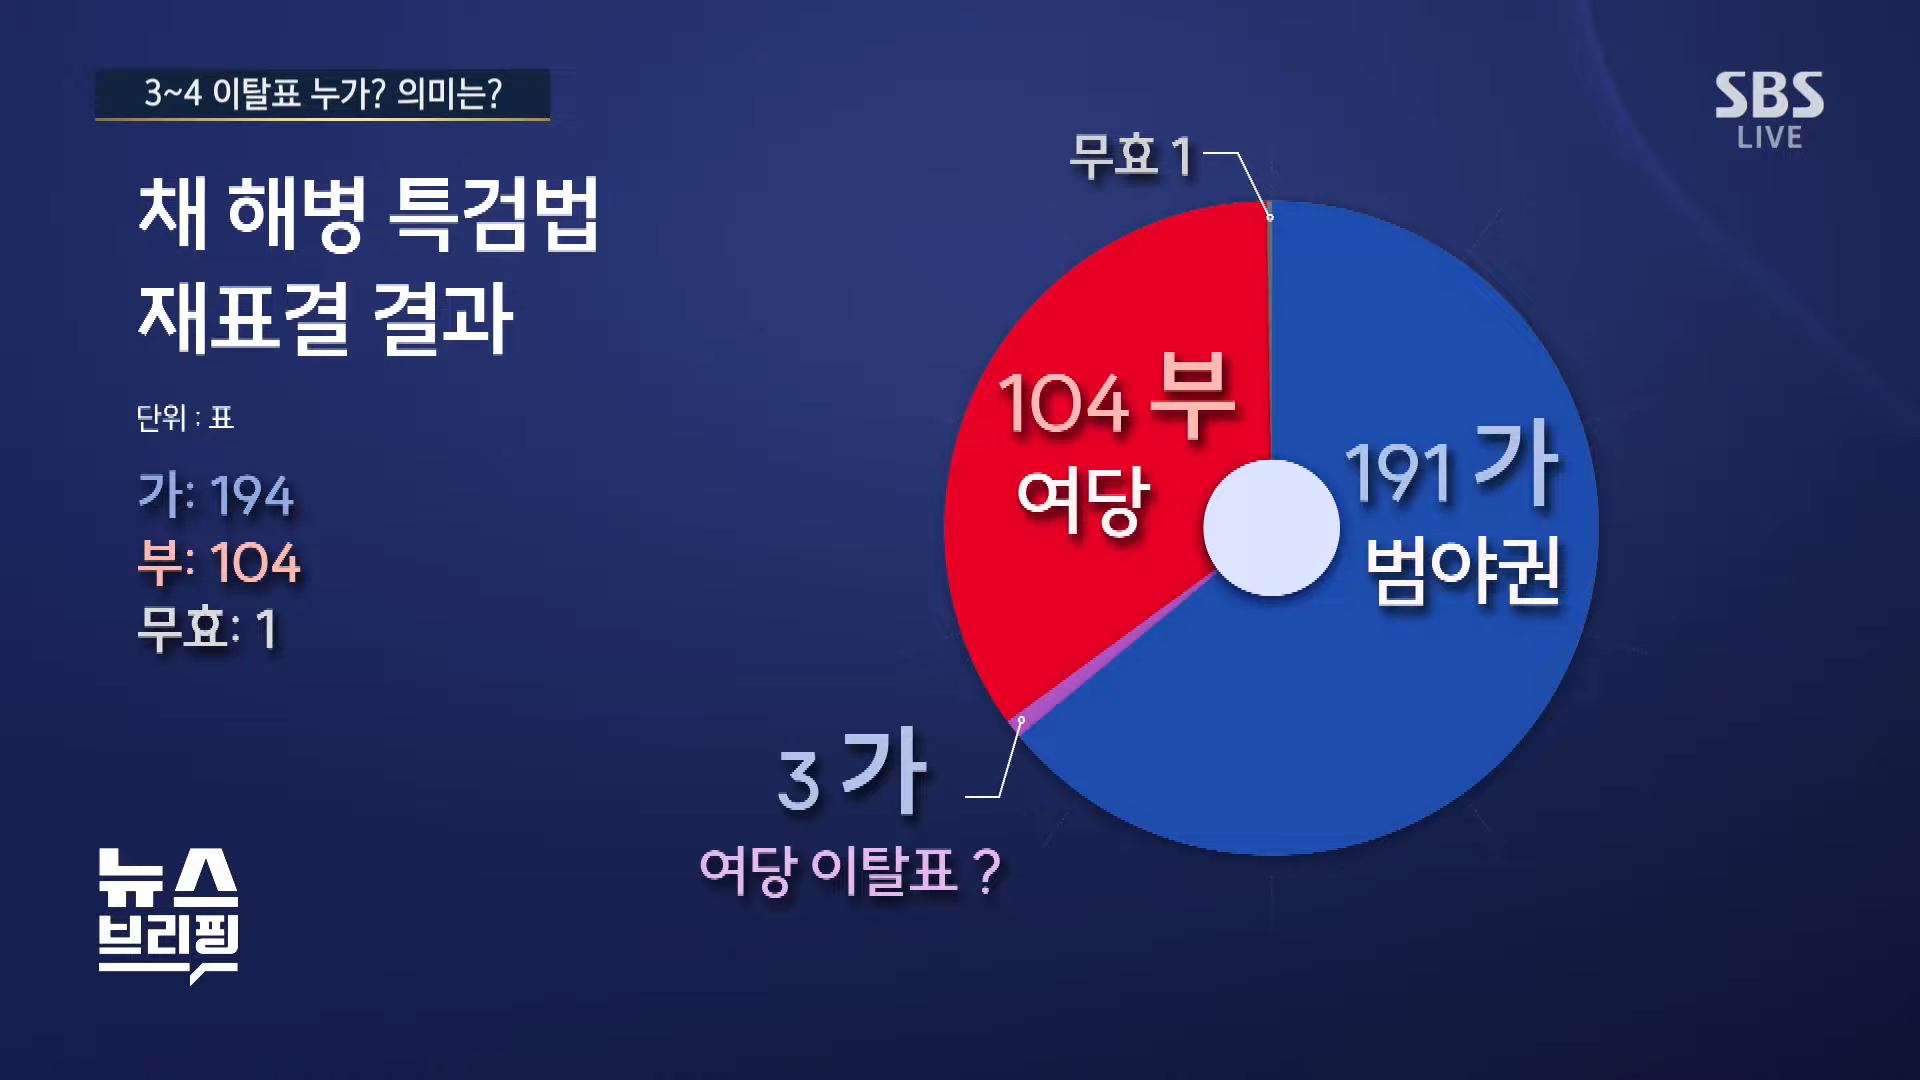 3~4 이탈표 누가? 의미는?
SBS
LIVE
채 해병 특검법
재표결 결과
단위 : 표
가: 194
부: 104
무효: 1
무효 1
104 부
여당
191 가
범야권
3 가
여당 이탈표 ?
뉴스
브리핑